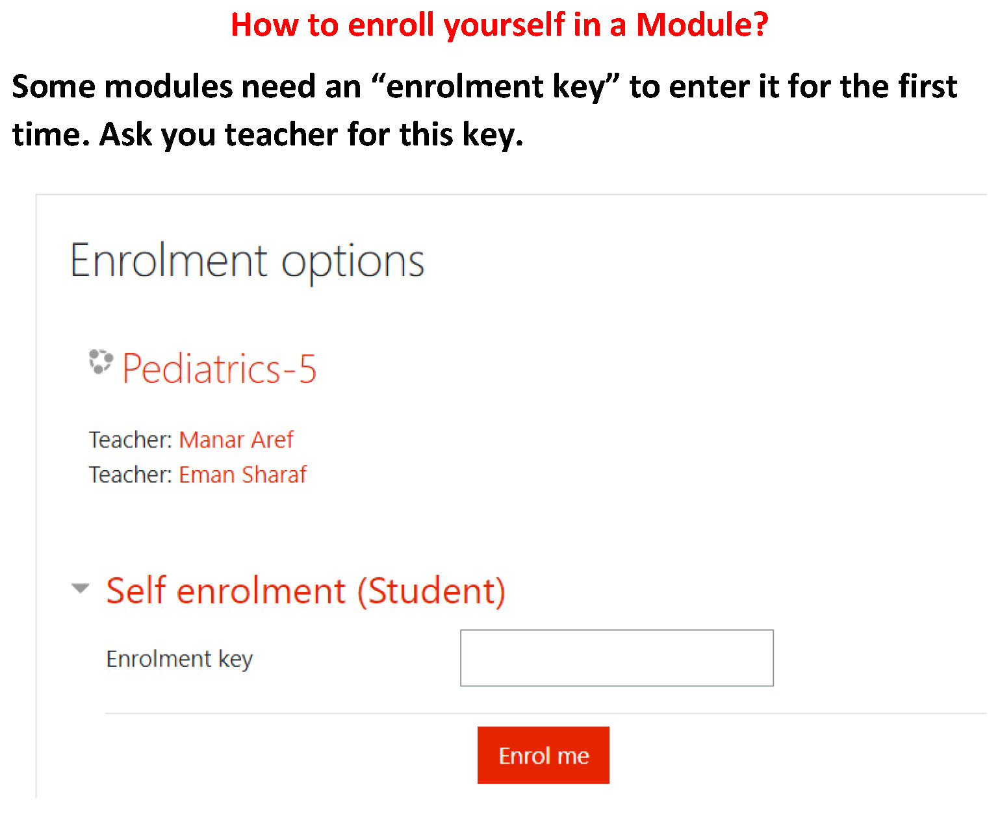 How to enroll yourself in a Module?
Some modules need an “enrolment key” to enter it for the first
time. Ask you teacher for this key.
Enrolment options
Pediatrics-5
Teacher: Manar Aref
Teacher: Eman Sharaf
Self enrolment (Student)
Enrolment key
Enrol me